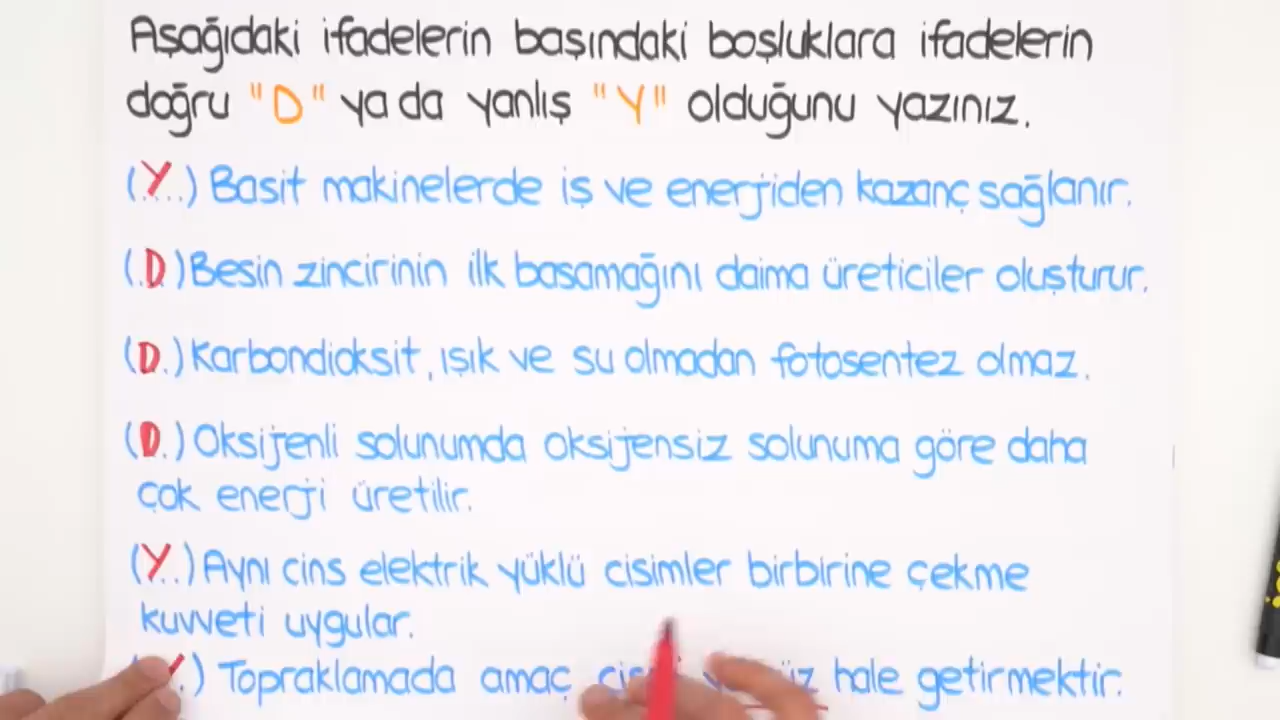 Aşağıdaki ifadelerin başındaki boşluklara ifadelerin
doğru "D" ya da yanlış "Y" olduğunu yazınız.
(Y..) Basit makinelerde iş ve enerjiden kazanç sağlanır.
(.D.) Besin zincirinin ilk basamağını daima üreticiler oluşturur.
(D.) Karbondioksit, ışık ve su olmadan fotosentez olmaz.
(D.) Oksijenli solunumda oksijensiz solunuma göre daha
çok enerji üretilir.
(Y..) Aynı cins elektrik yüklü cisimler birbirine çekme
kuvveti uygular.
.) Topraklamada amaç hale getirmektir.